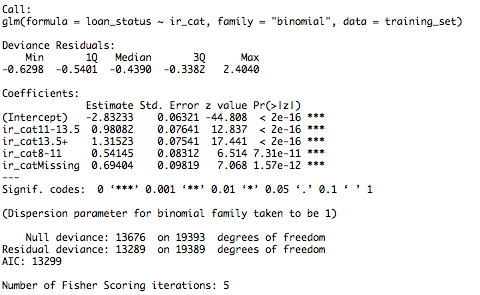 Call:
glm(formula = loan_status ~ ir_cat, family = "binomial", data = training_set)
Deviance Residuals:
Min 1Q Median 3Q Max
-0.6298 -0.5401 -0.4390 -0.3382 2.4040
Coefficients:
Estimate Std. Error z value Pr(>|z|)
(Intercept) -2.83233 0.06321 -44.808 < 2e-16 ***
ir_cat11-13.5 0.98082 0.07641 12.837 < 2e-16 ***
ir_cat13.5+ 1.31523 0.07541 17.441 < 2e-16 ***
ir_cat8-11 0.54145 0.08312 6.514 7.31e-11 ***
ir_catMissing 0.69404 0.09819 7.068 1.57e-12 ***
---
Signif. codes: 0 ‘***’ 0.001 ‘**’ 0.01 ‘*’ 0.05 ‘.’ 0.1 ‘ ’ 1
(Dispersion parameter for binomial family taken to be 1)
Null deviance: 13676 on 19393 degrees of freedom
Residual deviance: 13289 on 19389 degrees of freedom
AIC: 13299
Number of Fisher Scoring iterations: 5